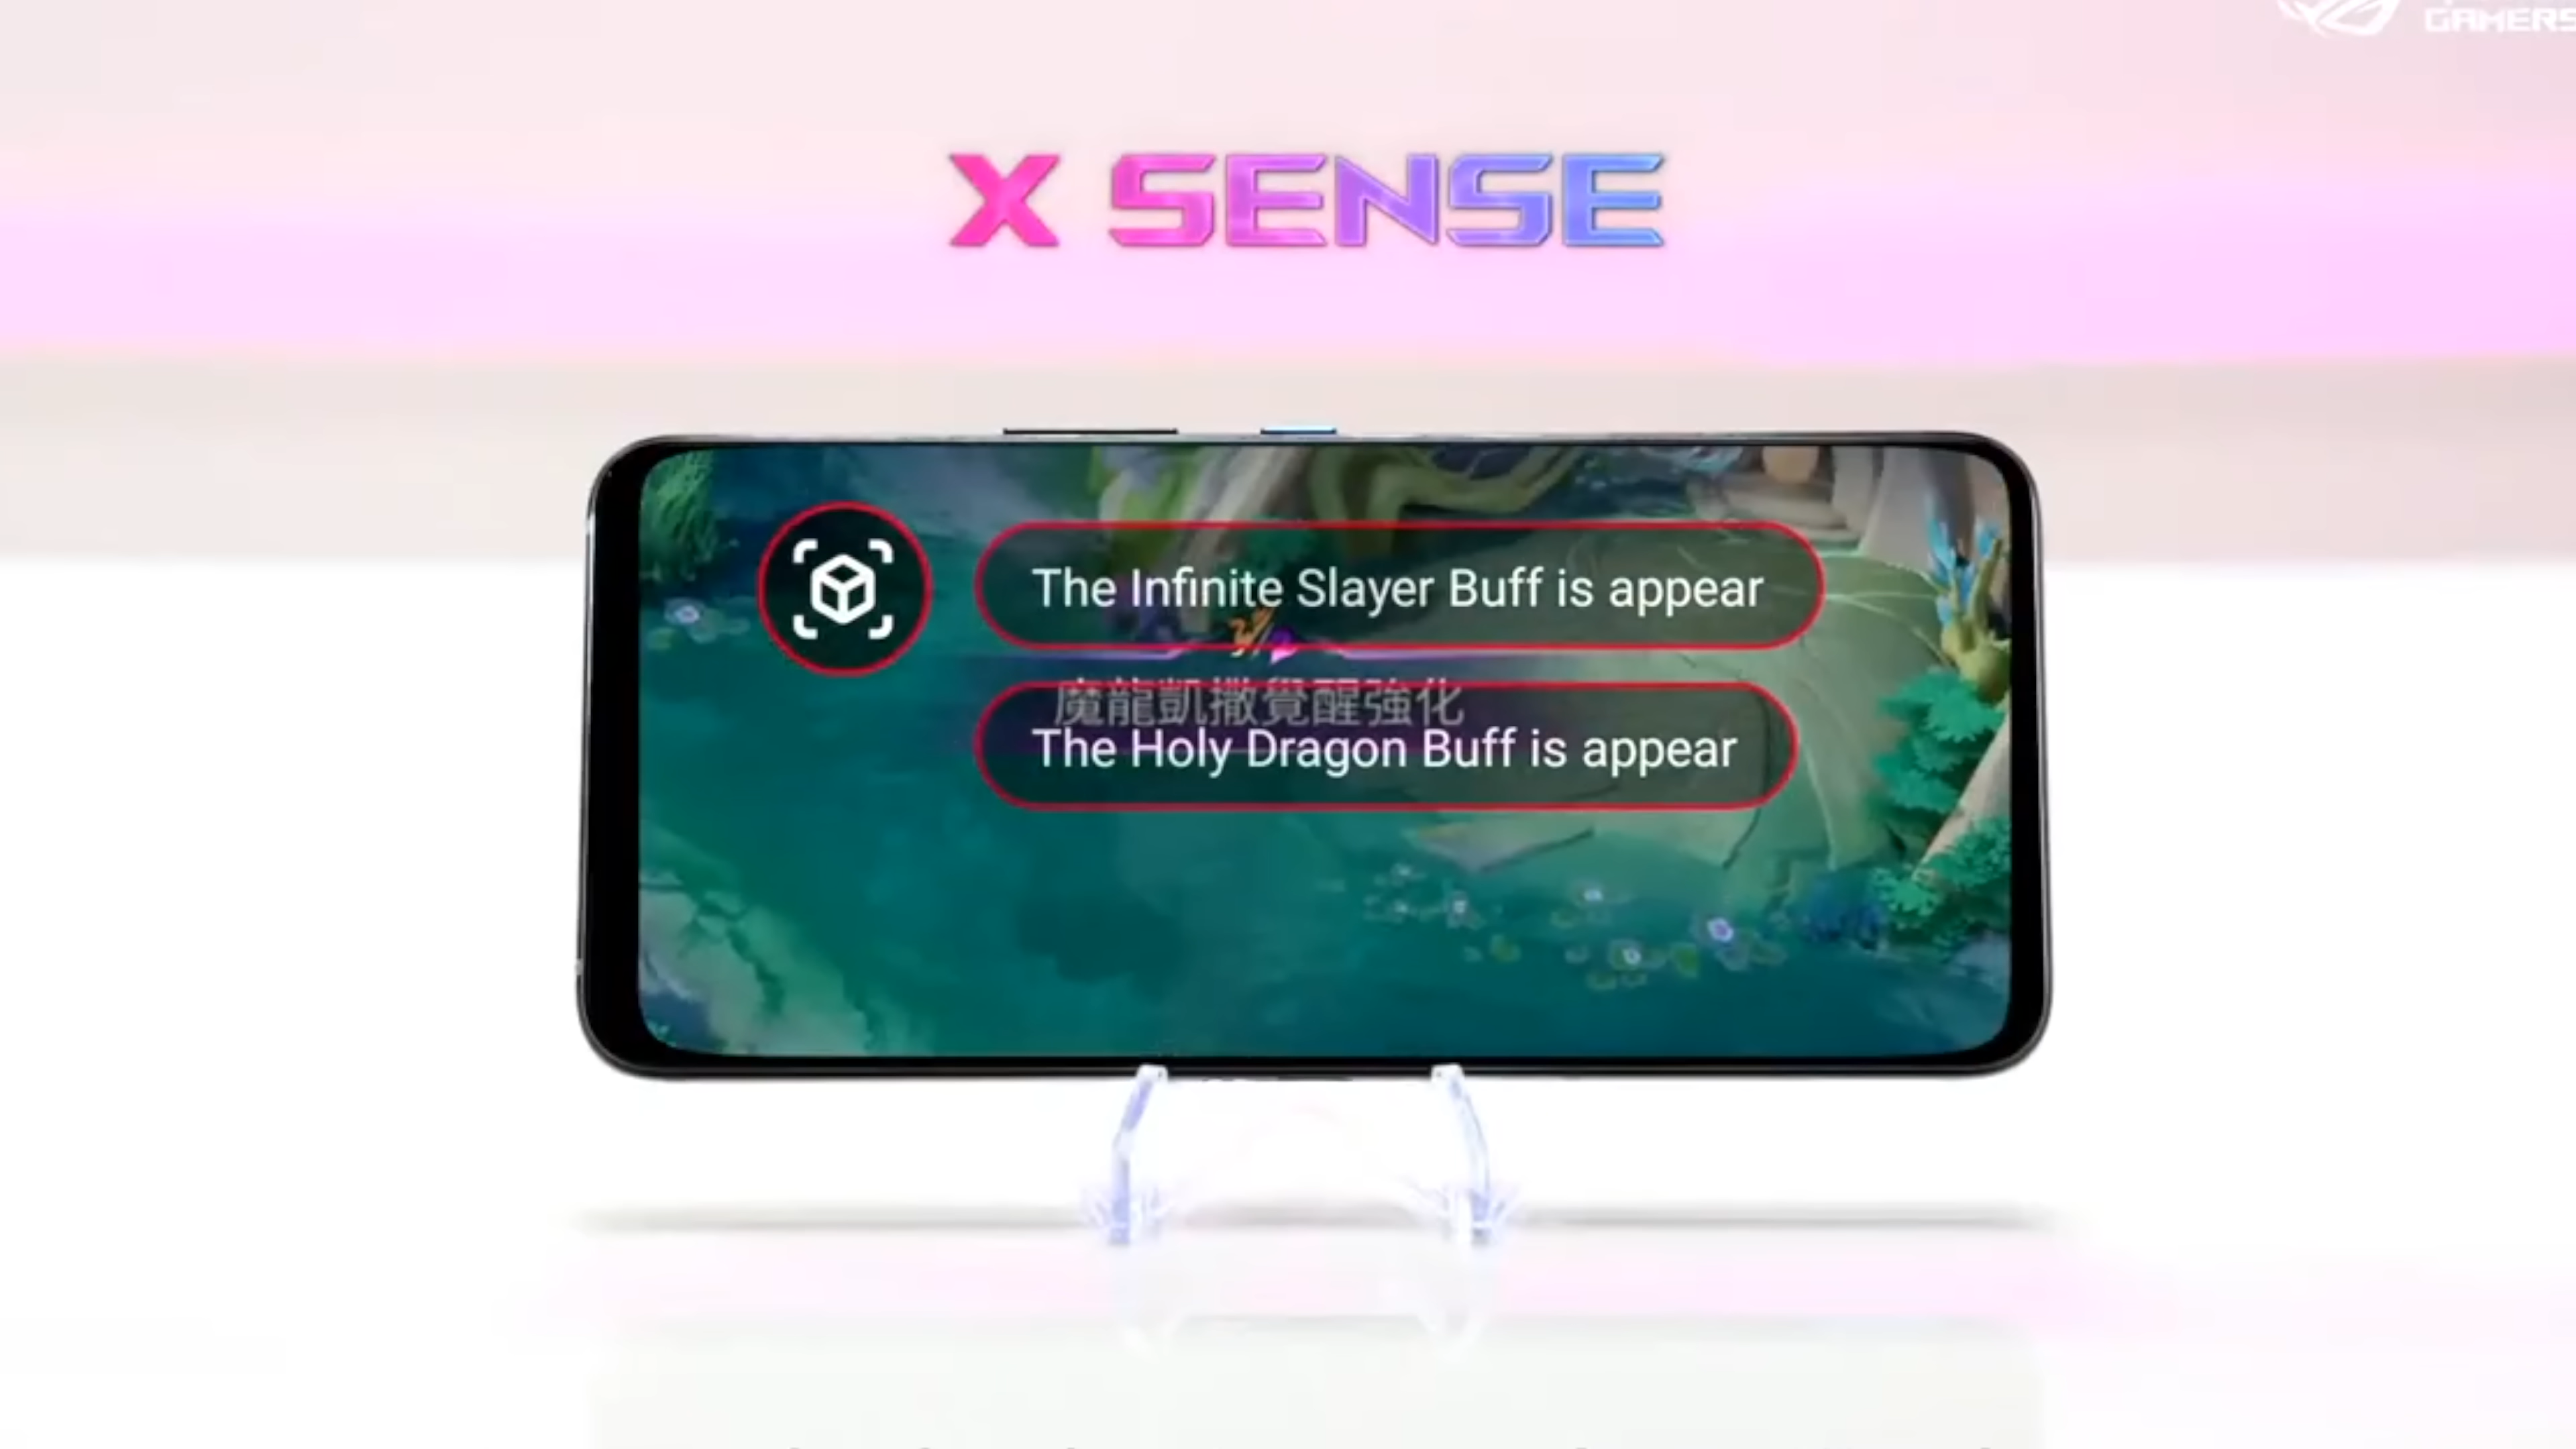 GAMERS
X SENSE
The Infinite Slayer Buff is appear
魔龍凱撒覺醒強化
The Holy Dragon Buff is appear